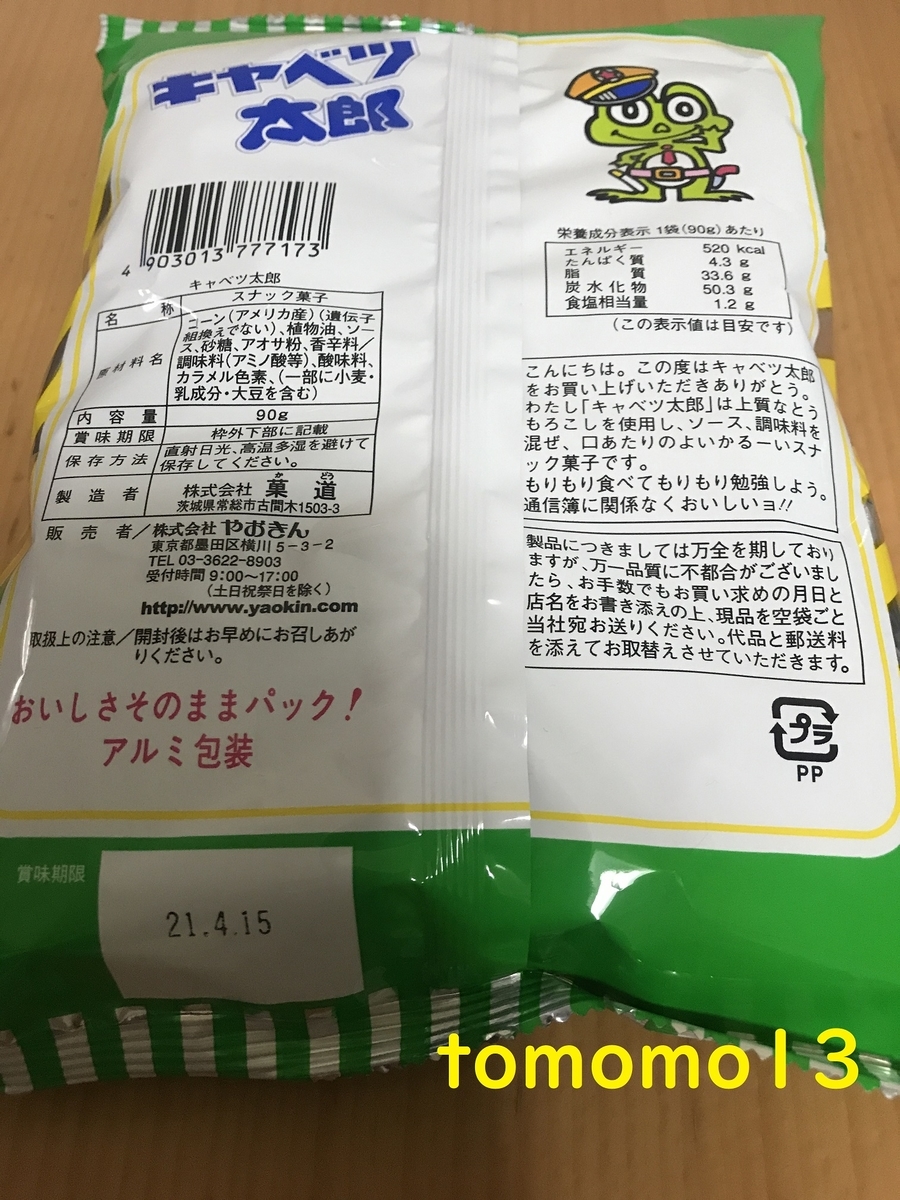 キャベツ
太郎
4 903013 777173
キャベツ太郎
名称 スナック菓子
原材料名 コーン(アメリカ産)(遺伝子
組換えでない)、植物油、ソー
ス、砂糖、アオサ粉、香辛料/
調味料(アミノ酸等)、酸味料、
カラメル色素、(一部に小麦・
乳成分・大豆を含む)
内容量 90g
賞味期限 枠外下部に記載
保存方法 直射日光、高温多湿を避けて
保存してください。
製造者 株式会社 菓道
か どう
茨城県常総市古間木1503-3
販売者/株式会社 やおきん
東京都墨田区横川5-3-2
TEL 03-3622-8903
受付時間 9:00〜17:00
(土日祝祭日を除く)
http://www.yaokin.com
取扱上の注意/開封後はお早めにお召しあが
りください。
おいしさそのままパック!
アルミ包装
賞味期限
21.4.15
栄養成分表示 1袋(90g)あたり
エネルギー 520 kcal
たんぱく質 4.3 g
脂質 33.6 g
炭水化物 50.3 g
食塩相当量 1.2 g
(この表示値は目安です)
こんにちは。この度はキャベツ太郎
をお買い上げいただきありがとう。
わたし「キャベツ太郎」は上質なとう
もろこしを使用し、ソース、調味料を
混ぜ、口あたりのよいかるーいスナ
ック菓子です。
もりもり食べてもりもり勉強しよう。
通信簿に関係なくおいしいョ!!
製品につきましては万全を期しており
ますが、万一品質に不都合がございまし
たら、お手数でもお買い求めの月日と
店名をお書き添えの上、現品を空袋ごと
当社宛お送りください。代品と郵送料
を添えてお取替えさせていただきます。
プラ
PP
tomomo13